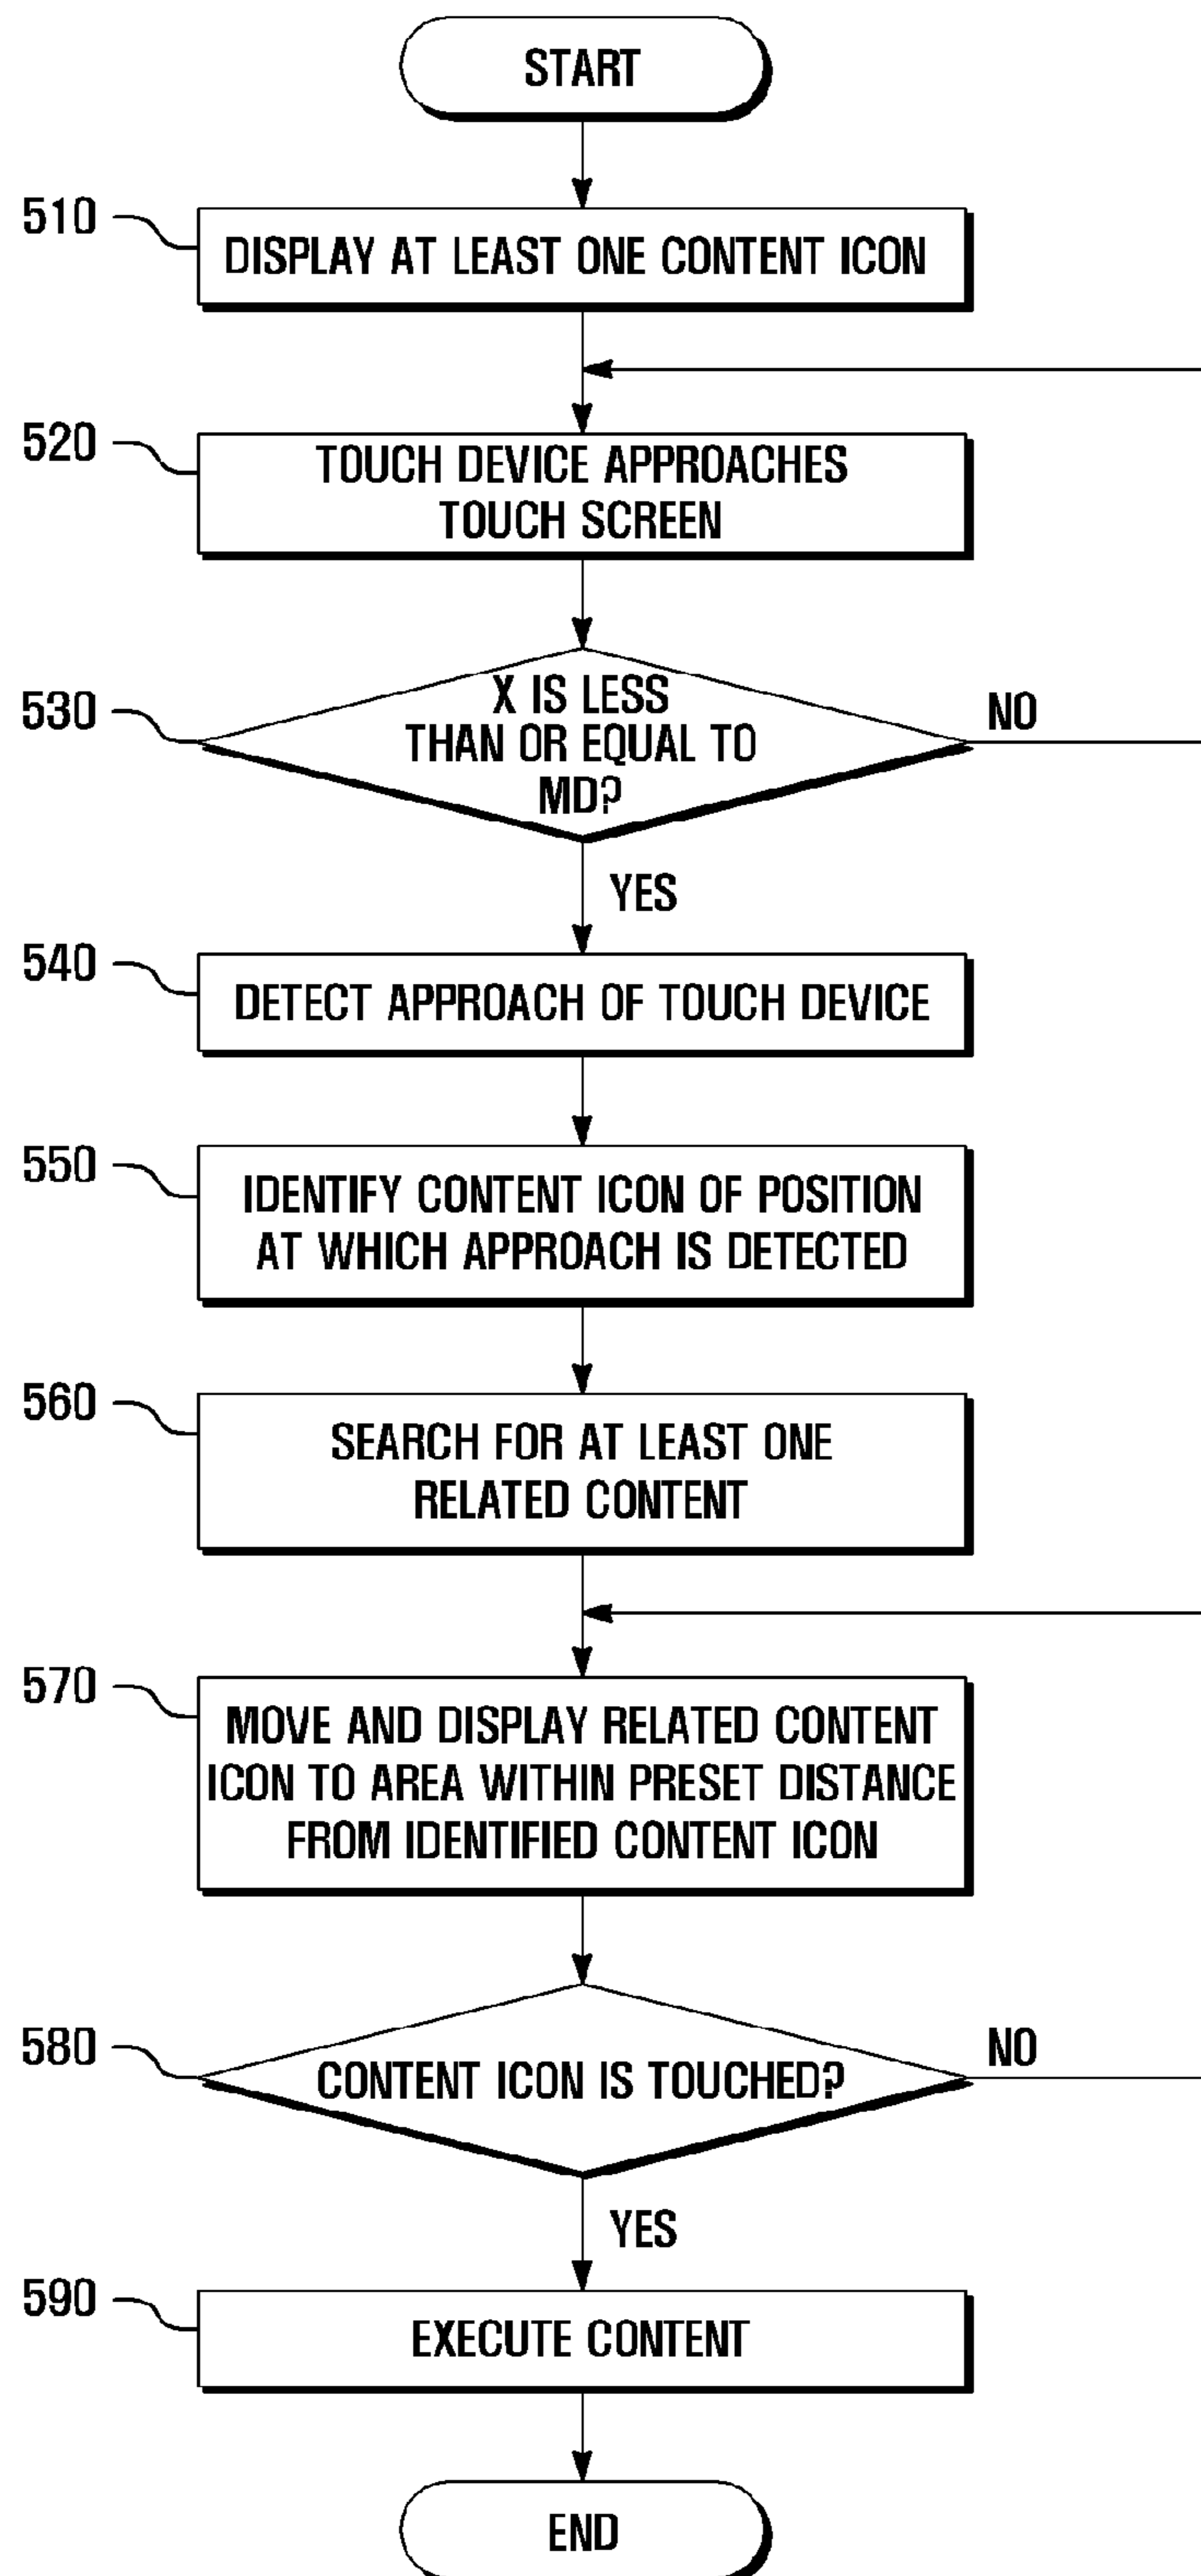 START
510
DISPLAY AT LEAST ONE CONTENT ICON
520
TOUCH DEVICE APPROACHES
TOUCH SCREEN
530
X IS LESS
THAN OR EQUAL TO
MD?
NO
YES
540
DETECT APPROACH OF TOUCH DEVICE
550
IDENTIFY CONTENT ICON OF POSITION
AT WHICH APPROACH IS DETECTED
560
SEARCH FOR AT LEAST ONE
RELATED CONTENT
570
MOVE AND DISPLAY RELATED CONTENT
ICON TO AREA WITHIN PRESET DISTANCE
FROM IDENTIFIED CONTENT ICON
580
CONTENT ICON IS TOUCHED?
NO
YES
590
EXECUTE CONTENT
END